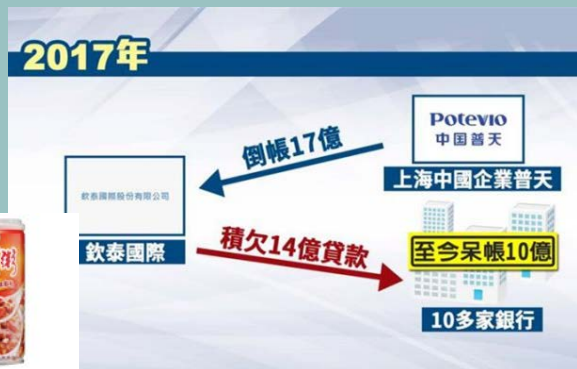 2017年
Potevio
中国普天
倒帳17億
上海中國企業普天
欽泰國際股份有限公司
欽泰國際
積欠14億貸款
至今呆帳10億
10多家銀行